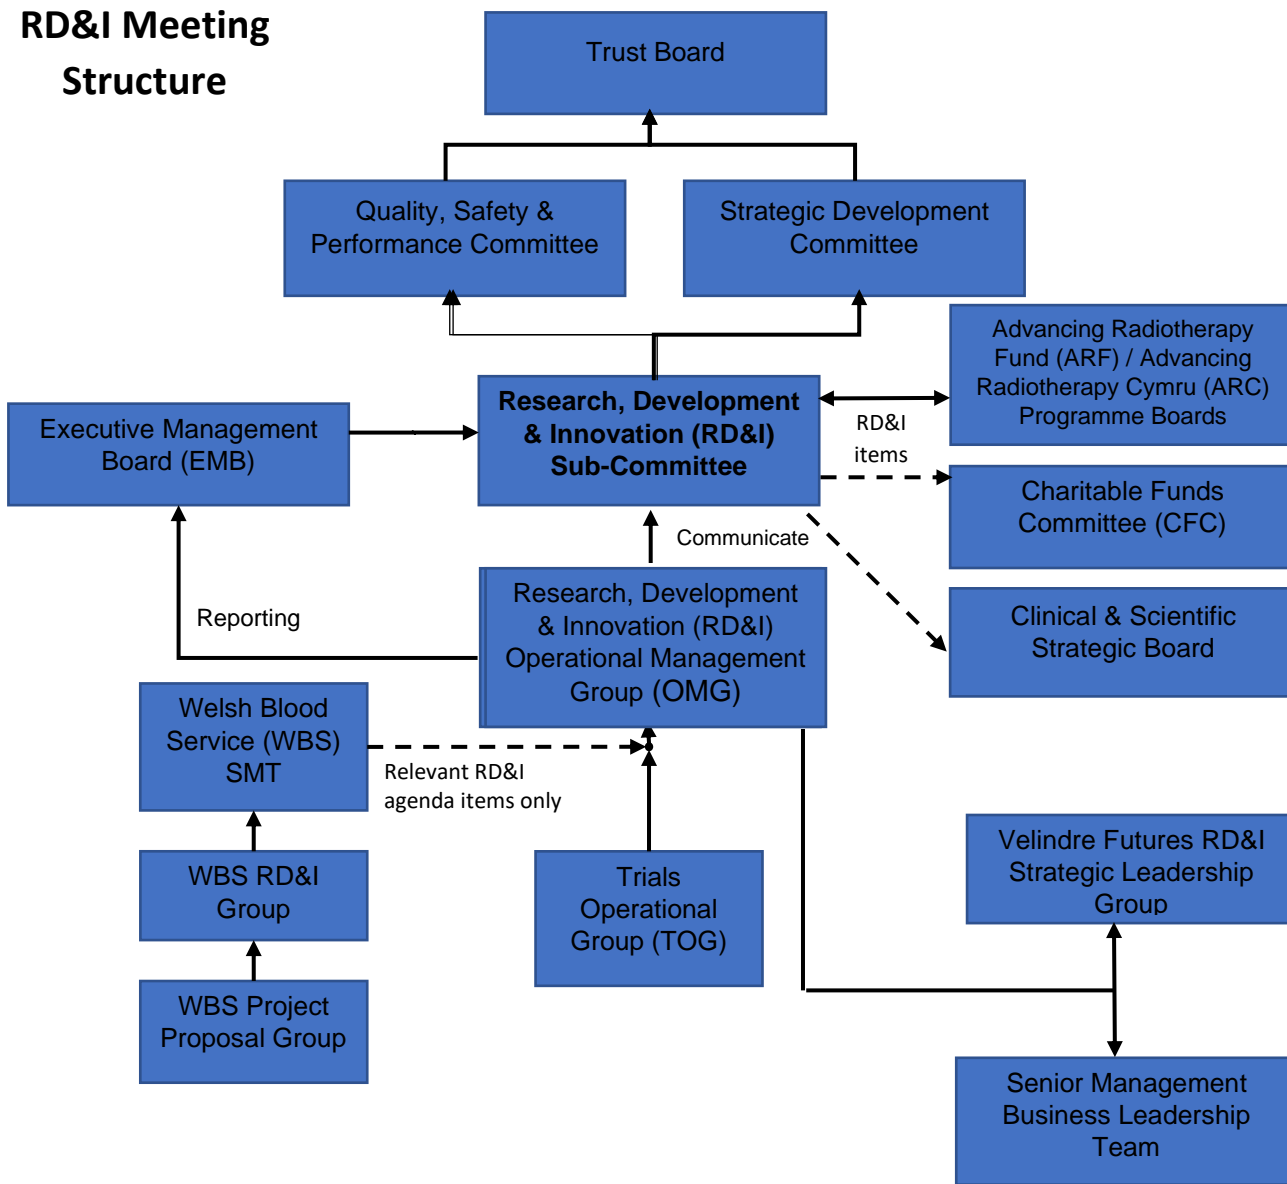 RD&I Meeting
Structure
Trust Board
Quality, Safety &
Performance Committee
Strategic Development
Committee
Advancing Radiotherapy
Fund (ARF) / Advancing
Radiotherapy Cymru (ARC)
Programme Boards
Research, Development
& Innovation (RD&I)
Sub-Committee
Executive Management
Board (EMB)
RD&I
items
Charitable Funds
Committee (CFC)
Communicate
Research, Development
& Innovation (RD&I)
Operational Management
Group (OMG)
Clinical & Scientific
Strategic Board
Reporting
Welsh Blood
Service (WBS)
SMT
Relevant RD&I
agenda items only
Velindre Futures RD&I
Strategic Leadership
Group
WBS RD&I
Group
Trials
Operational
Group (TOG)
WBS Project
Proposal Group
Senior Management
Business Leadership
Team